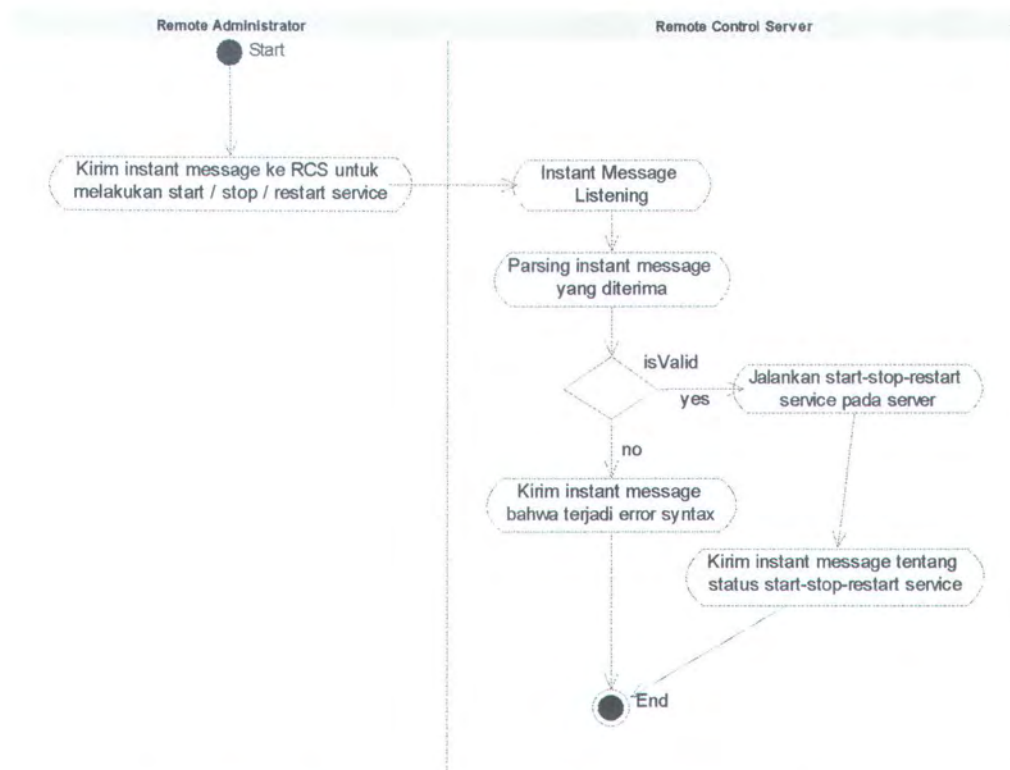 Remote Administrator
Remote Control Server
Start
Kirim instant message ke RCS untuk
melakukan start / stop / restart service
Instant Message
Listening
Parsing instant message
yang diterima
isValid
yes
Jalankan start-stop-restart
service pada server
no
Kirim instant message
bahwa terjadi error syntax
Kirim instant message tentang
status start-stop-restart service
End